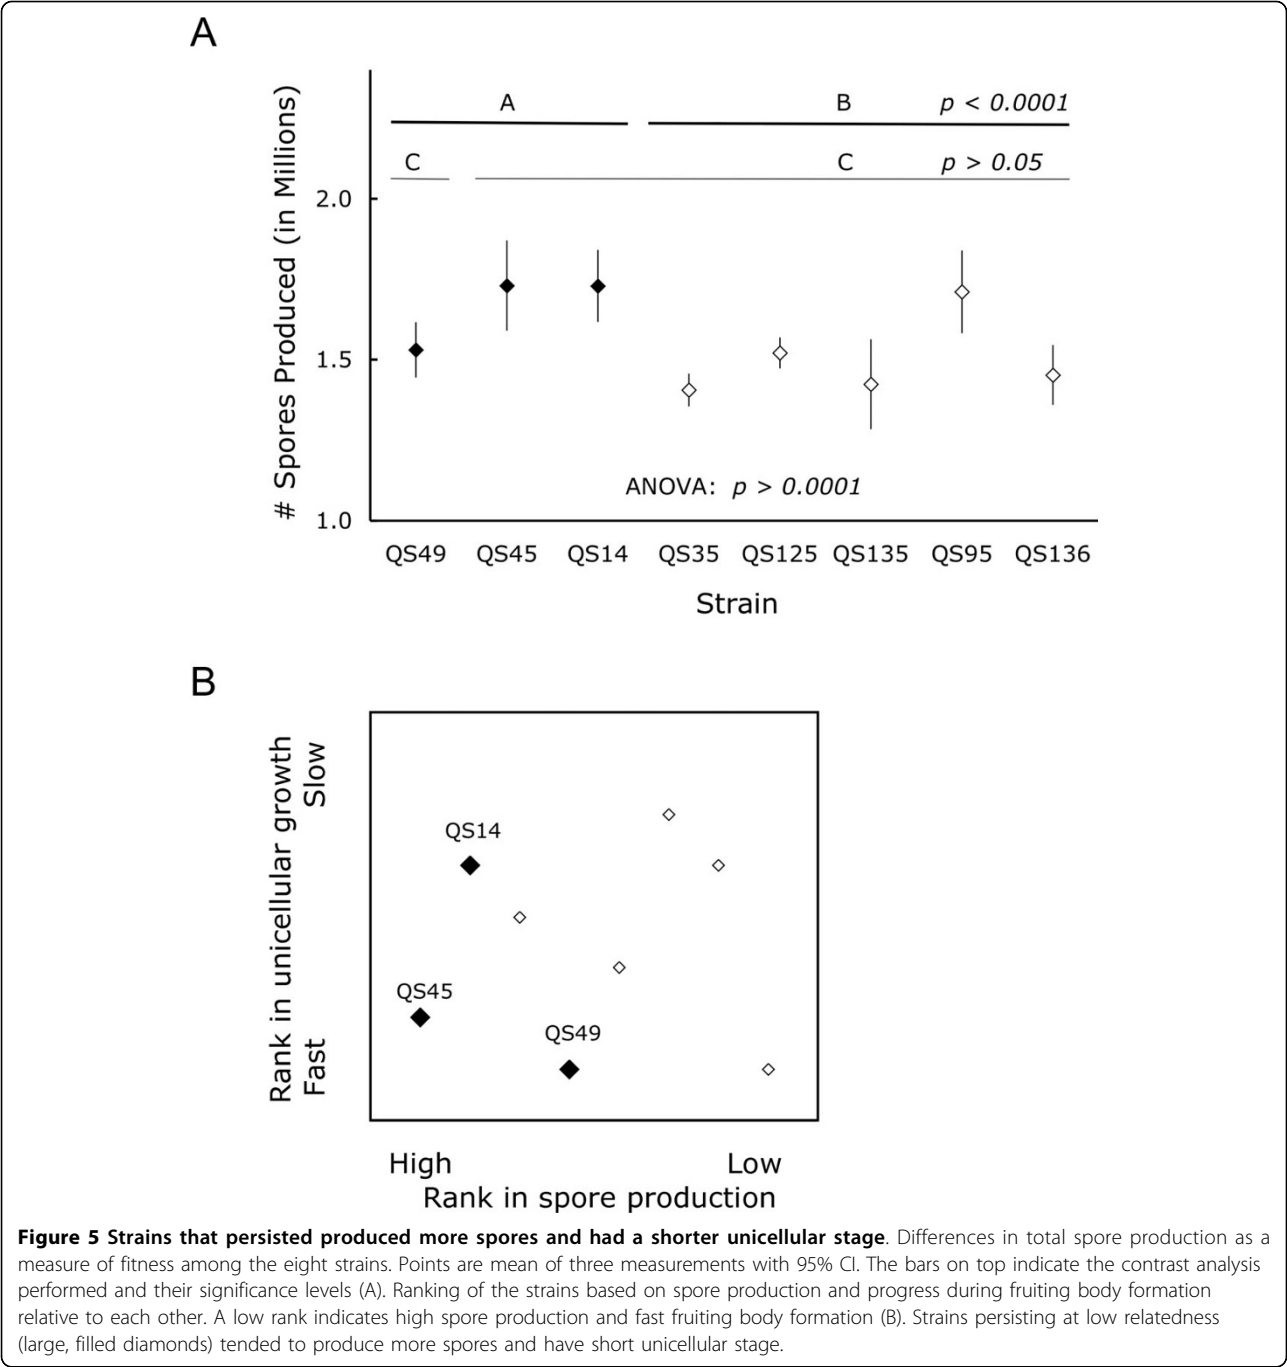 A
# Spores Produced (in Millions)
A B p < 0.0001
C C p > 0.05
2.0
1.5
1.0
ANOVA: p > 0.0001
QS49 QS45 QS14 QS35 QS125 QS135 QS95 QS136
Strain
B
Rank in unicellular growth
Slow
Fast
QS14
QS45
QS49
High Low
Rank in spore production
Figure 5 Strains that persisted produced more spores and had a shorter unicellular stage. Differences in total spore production as a
measure of fitness among the eight strains. Points are mean of three measurements with 95% CI. The bars on top indicate the contrast analysis
performed and their significance levels (A). Ranking of the strains based on spore production and progress during fruiting body formation
relative to each other. A low rank indicates high spore production and fast fruiting body formation (B). Strains persisting at low relatedness
(large, filled diamonds) tended to produce more spores and have short unicellular stage.